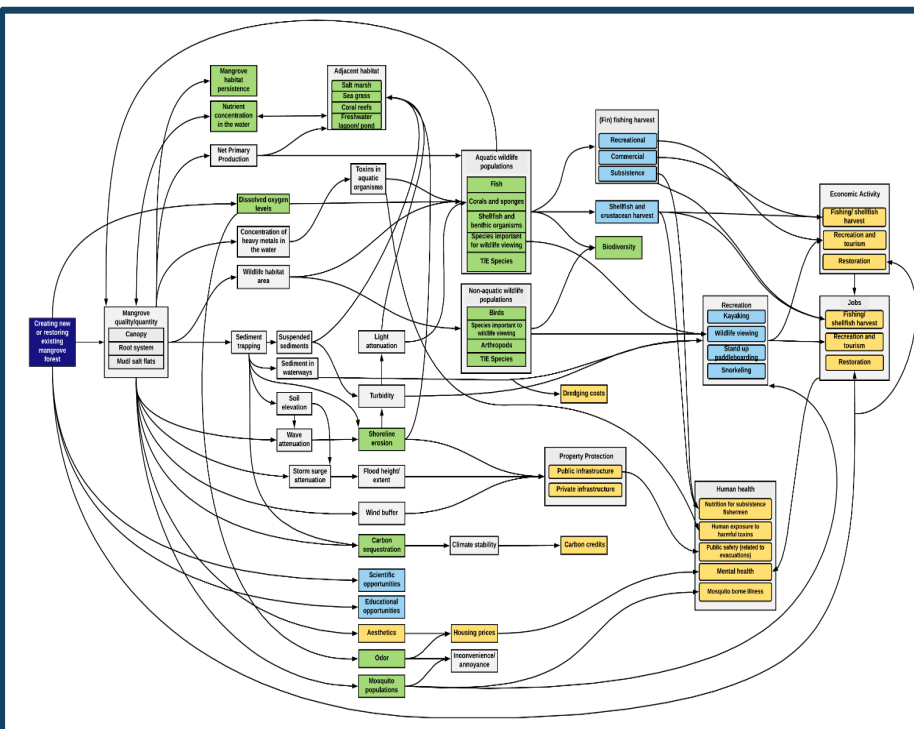 Creating new
or restoring
existing
mangrove
forest
Mangrove
quality/quantity
Canopy
Root system
Mud/ salt flats
Mangrove
habitat
persistence
Nutrient
concentration
in the water
Net Primary
Production
Dissolved oxygen
levels
Concentration of
heavy metals in
the water
Wildlife habitat
area
Sediment
trapping
Suspended
sediments
Sediment in
waterways
Soil
elevation
Wave
attenuation
Storm surge
attenuation
Adjacent habitat
Salt marsh
Sea grass
Coral reefs
Freshwater
lagoon/ pond
Toxins in
aquatic
organisms
Light
attenuation
Turbidity
Shoreline
erosion
Flood height/
extent
Wind buffer
Carbon
sequestration
Climate stability
Carbon credits
Scientific
opportunities
Educational
opportunities
Aesthetics
Odor
Mosquito
populations
Housing prices
Inconvenience/
annoyance
Aquatic wildlife
populations
Fish
Corals and sponges
Shellfish and
benthic organisms
Species important
for wildlife viewing
T/E Species
Non-aquatic wildlife
populations
Birds
Species important to
wildlife viewing
Arthropods
T/E Species
Dredging costs
Property Protection
Public infrastructure
Private infrastructure
(Fin) fishing harvest
Recreational
Commercial
Subsistence
Shellfish and
crustacean harvest
Biodiversity
Recreation
Kayaking
Wildlife viewing
Stand up
paddleboarding
Snorkeling
Human health
Nutrition for subsistence
fishermen
Human exposure to
harmful toxins
Public safety (related to
evacuations)
Mental health
Mosquito borne illness
Economic Activity
Fishing/ shellfish
harvest
Recreation and
tourism
Restoration
Jobs
Fishing/
shellfish harvest
Recreation and
tourism
Restoration